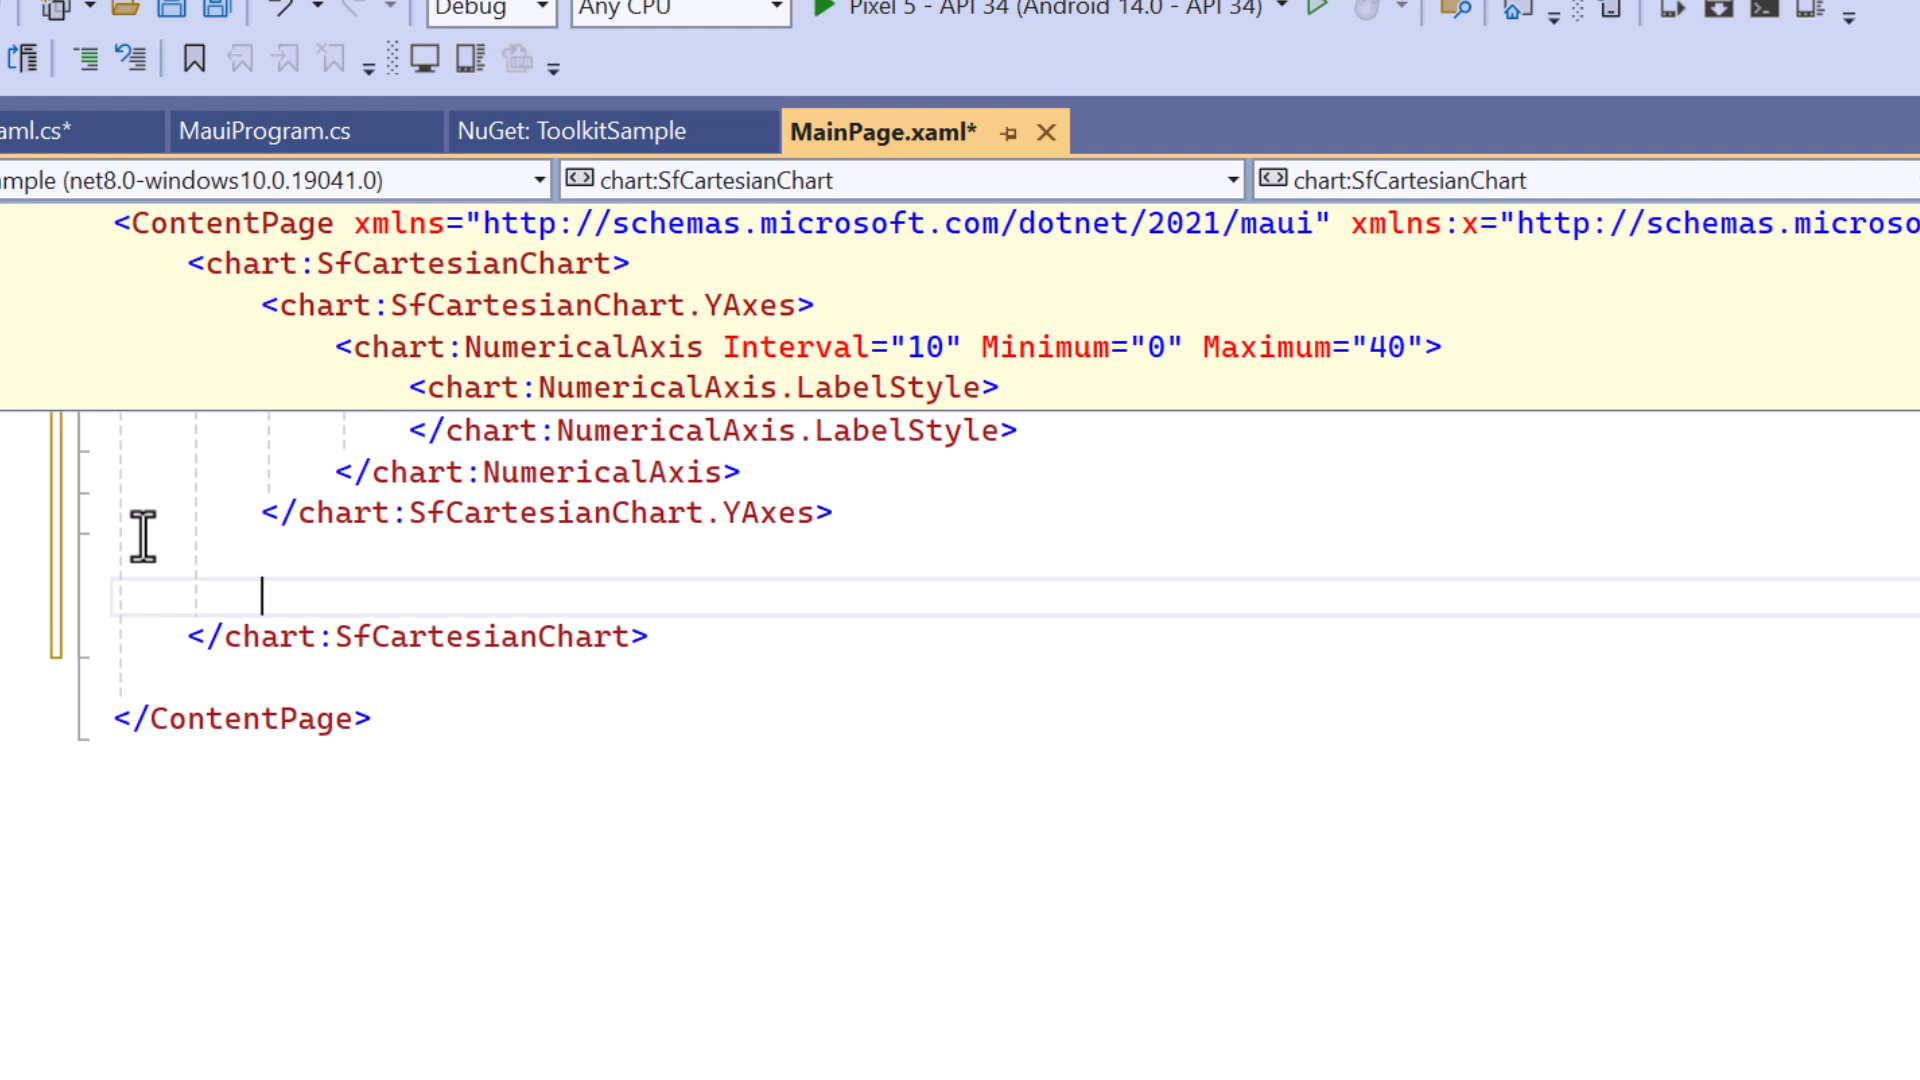 Debug Any CPU Pixel 5 - API 34 (Android 14.0 - API 34)
aml.cs* MauiProgram.cs NuGet: ToolkitSample MainPage.xaml*
mple (net8.0-windows10.0.19041.0) chart:SfCartesianChart chart:SfCartesianChart
<ContentPage xmlns="http://schemas.microsoft.com/dotnet/2021/maui" xmlns:x="http://schemas.microso
<chart:SfCartesianChart>
<chart:SfCartesianChart.YAxes>
<chart:NumericalAxis Interval="10" Minimum="0" Maximum="40">
<chart:NumericalAxis.LabelStyle>
</chart:NumericalAxis.LabelStyle>
</chart:NumericalAxis>
</chart:SfCartesianChart.YAxes>
</chart:SfCartesianChart>
</ContentPage>